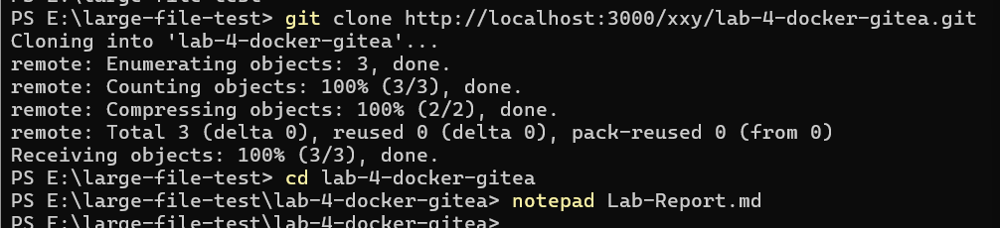 PS E:\large-file-test> git clone http://localhost:3000/xxy/lab-4-docker-gitea.git
Cloning into 'lab-4-docker-gitea'...
remote: Enumerating objects: 3, done.
remote: Counting objects: 100% (3/3), done.
remote: Compressing objects: 100% (2/2), done.
remote: Total 3 (delta 0), reused 0 (delta 0), pack-reused 0 (from 0)
Receiving objects: 100% (3/3), done.
PS E:\large-file-test> cd lab-4-docker-gitea
PS E:\large-file-test\lab-4-docker-gitea> notepad Lab-Report.md
PS E:\large-file-test\lab-4-docker-gitea>